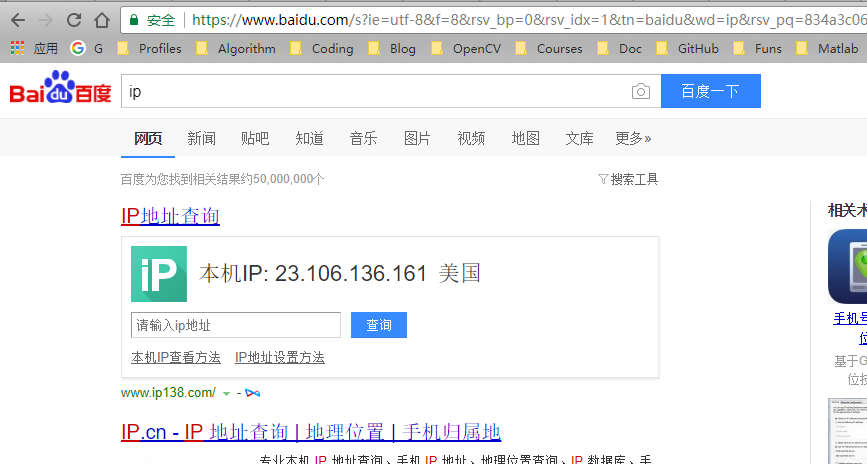 安全 https://www.baidu.com/s?ie=utf-8&f=8&rsv_bp=0&rsv_idx=1&tn=baidu&wd=ip&rsv_pq=834a3c06
应用 G Profiles Algorithm Coding Blog OpenCV Courses Doc GitHub Funs Matlab
Bai du 百度 ip 百度一下
网页 新闻 贴吧 知道 音乐 图片 视频 地图 文库 更多»
百度为您找到相关结果约50,000,000个 搜索工具
IP地址查询
相关术
iP 本机IP: 23.106.136.161 美国
请输入ip地址 查询
手机号
位
本机IP查看方法 IP地址设置方法
基于G
位技
www.ip138.com/ -
IP.cn - IP 地址查询 | 地理位置 | 手机归属地
专业本机 IP 地址查询、手机 IP 地址、地理位置查询、IP 数据库、手